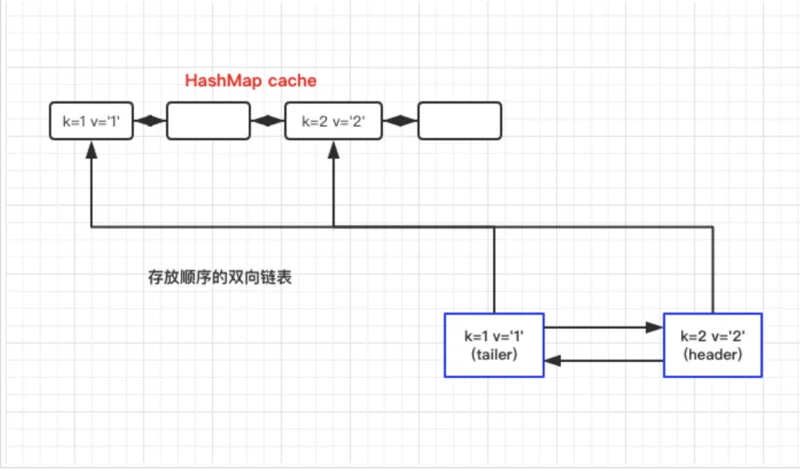 HashMap cache
k=1 v='1'
k=2 v='2'
存放顺序的双向链表
k=1 v='1'
(tailer)
k=2 v='2'
(header)